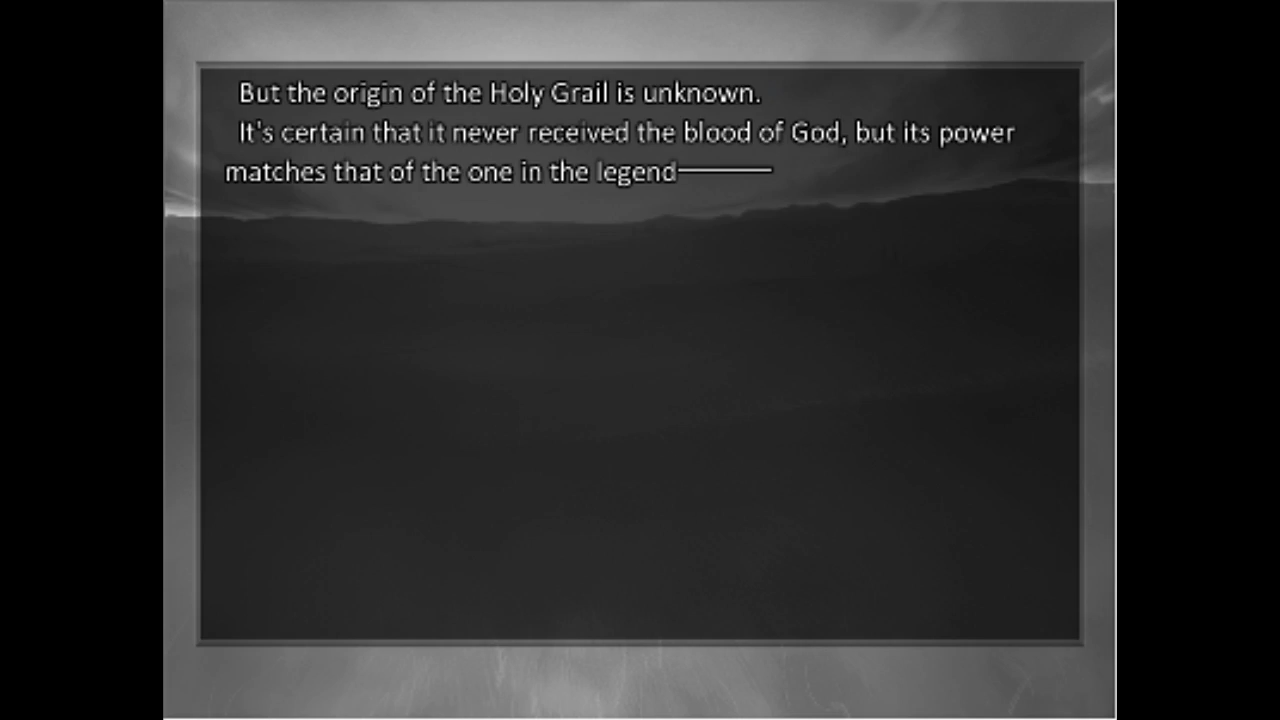 But the origin of the Holy Grail is unknown.
It's certain that it never received the blood of God, but its power
matches that of the one in the legend———